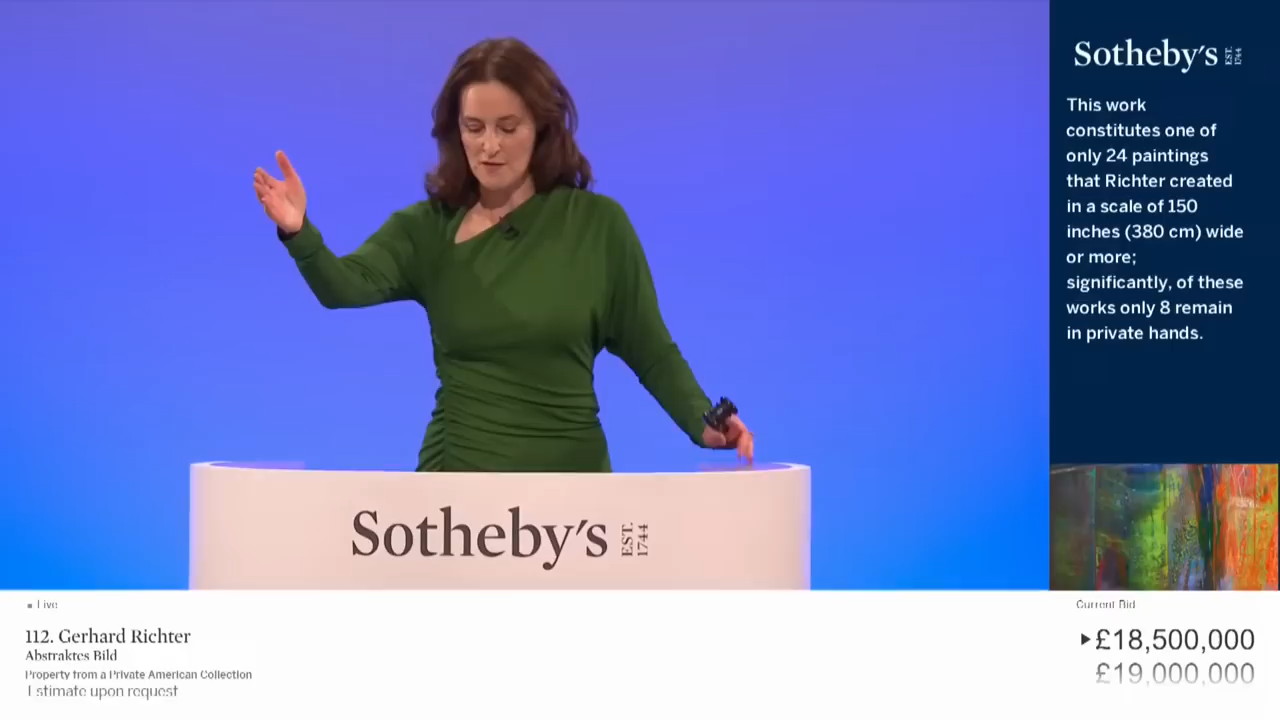 Sotheby's EST. 1744
This work
constitutes one of
only 24 paintings
that Richter created
in a scale of 150
inches (380 cm) wide
or more;
significantly, of these
works only 8 remain
in private hands.
Sotheby's EST. 1744
Live
112. Gerhard Richter
Abstraktes Bild
Property from a Private American Collection
Estimate upon request
Current Bid
£18,500,000
£19,000,000